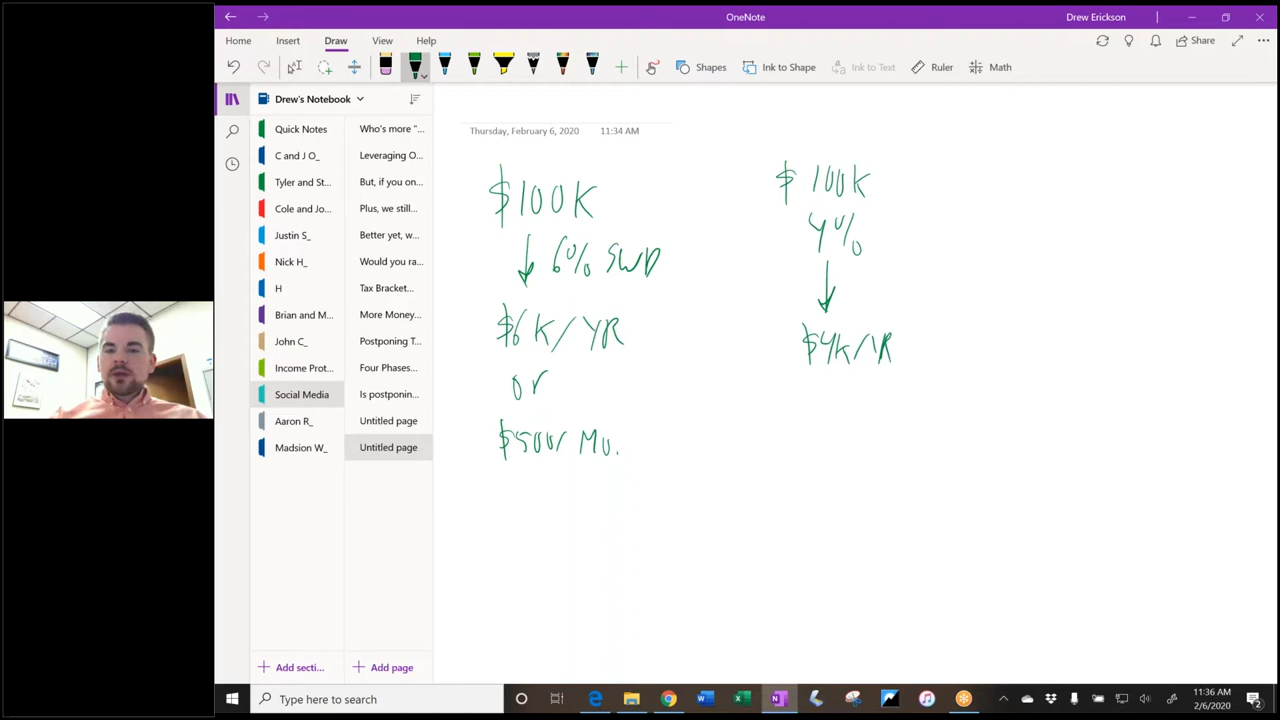 OneNote
Drew Erickson
Home Insert Draw View Help
Share
Shapes Ink to Shape Ink to Text Ruler Math
Drew's Notebook
Quick Notes
C and J O_
Tyler and St...
Cole and Jo...
Justin S_
Nick H_
H
Brian and M...
John C_
Income Prot...
Social Media
Aaron R_
Madsion W_
Add secti...
Who's more "...
Leveraging O...
But, if you on...
Plus, we still...
Better yet, w...
Would you ra...
Tax Bracket...
More Money...
Postponing T...
Four Phases...
Is postponin...
Untitled page
Untitled page
Add page
Thursday, February 6, 2020 11:34 AM
$100K
6% SWD
$6K/YR
or
$500/Mo.
$100K
4%
$4K/YR
Type here to search
11:36 AM
2/6/2020
2